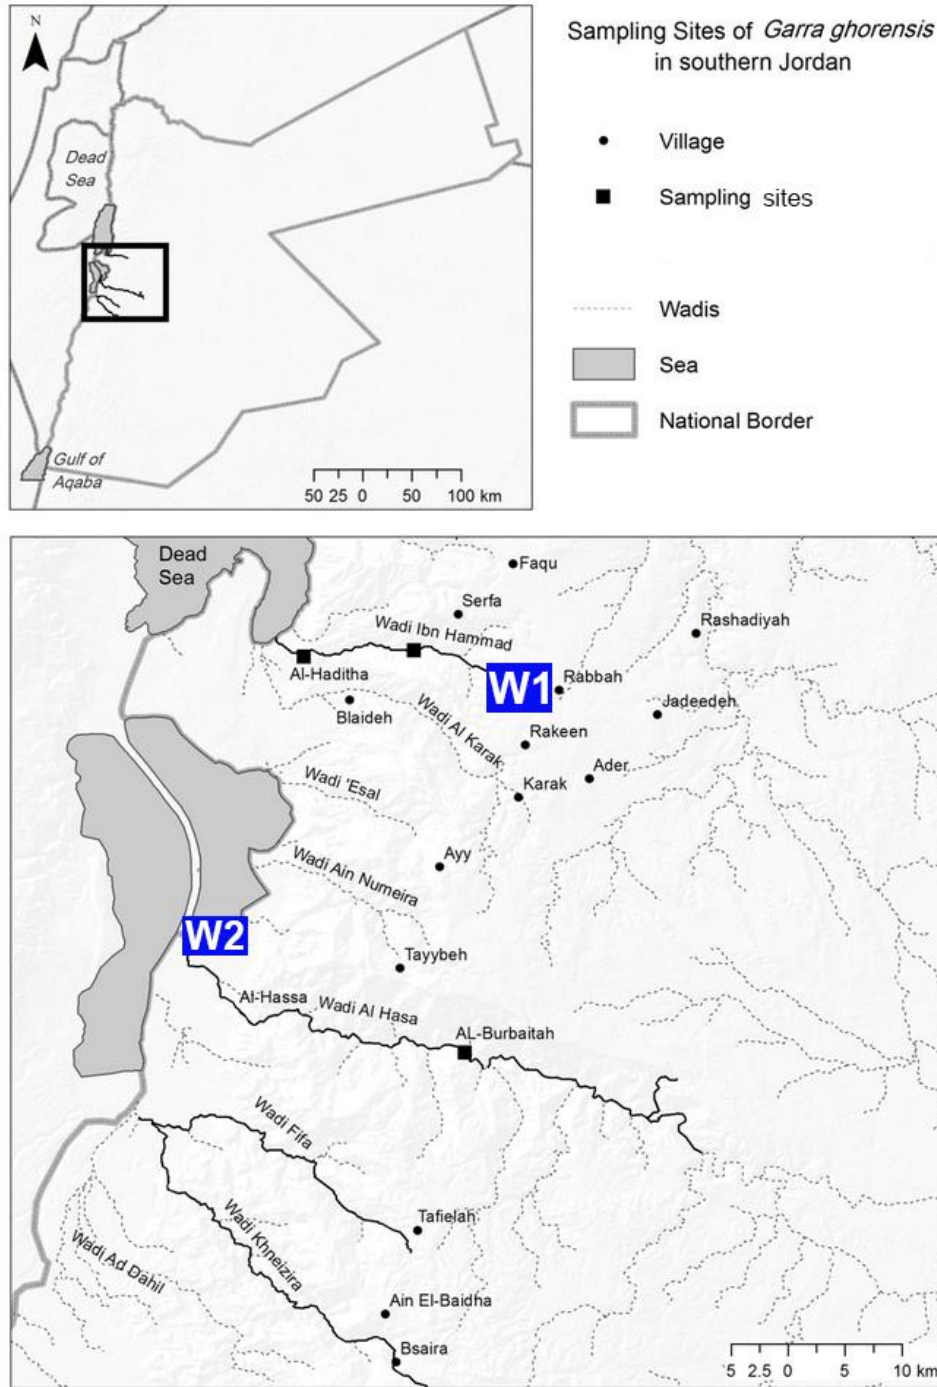 Sampling Sites of Garra ghorensis
in southern Jordan
Village
Sampling sites
Wadis
Sea
National Border
N
Dead
Sea
Gulf of
Aqaba
50 25 0 50 100 km
Dead
Sea
Faqu
Serfa
Wadi Ibn Hammad
Rashadiyah
Al-Haditha
W1
Rabbah
Blaideh
Jadeedeh
Wadi Al Karak
Rakeen
Wadi 'Esal
Ader
Karak
Ayy
Wadi Ain Numeira
W2
Tayybeh
Al-Hassa
Wadi Al Hasa
AL-Burbaitah
Wadi Fifa
Tafielah
Wadi Khneizira
Wadi Ad Dahil
Ain El-Baidha
Bsaira
5 2.5 0 5 10 km